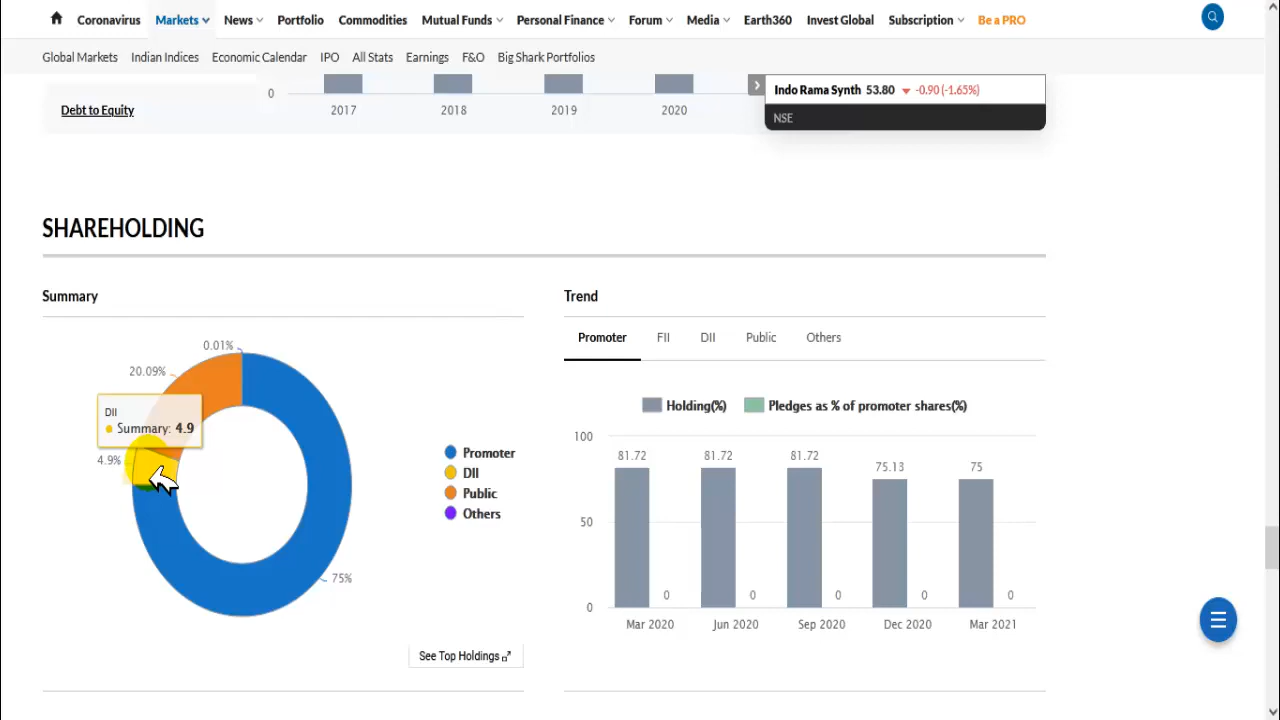 Coronavirus Markets News Portfolio Commodities Mutual Funds Personal Finance Forum Media Earth360 Invest Global Subscription Be a PRO
Global Markets Indian Indices Economic Calendar IPO All Stats Earnings F&O Big Shark Portfolios
0
2017 2018 2019 2020
Debt to Equity
Indo Rama Synth 53.80 -0.90 (-1.65%)
NSE
SHAREHOLDING
Summary
0.01%
20.09%
DII
Summary: 4.9
4.9%
75%
Promoter
DII
Public
Others
See Top Holdings
Trend
Promoter FII DII Public Others
Holding(%) Pledges as % of promoter shares(%)
100
81.72 81.72 81.72 75.13 75
50
0 0 0 0 0
0
Mar 2020 Jun 2020 Sep 2020 Dec 2020 Mar 2021